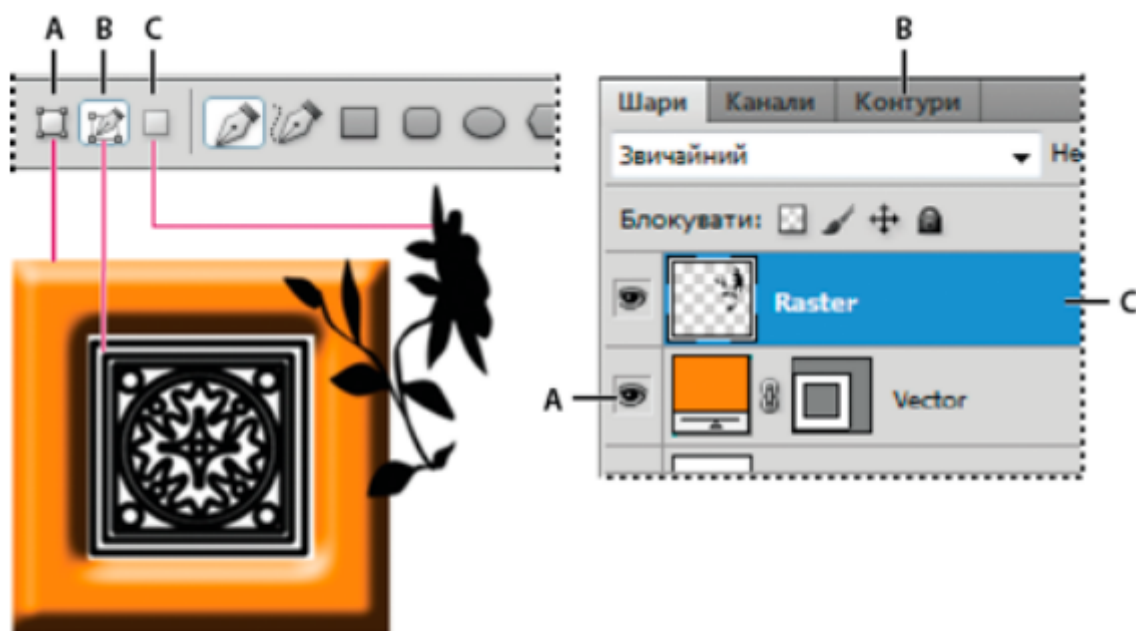 A B C
B
Шари Канали Контури
Звичайний Не
Блокувати:
Raster
C
A
Vector